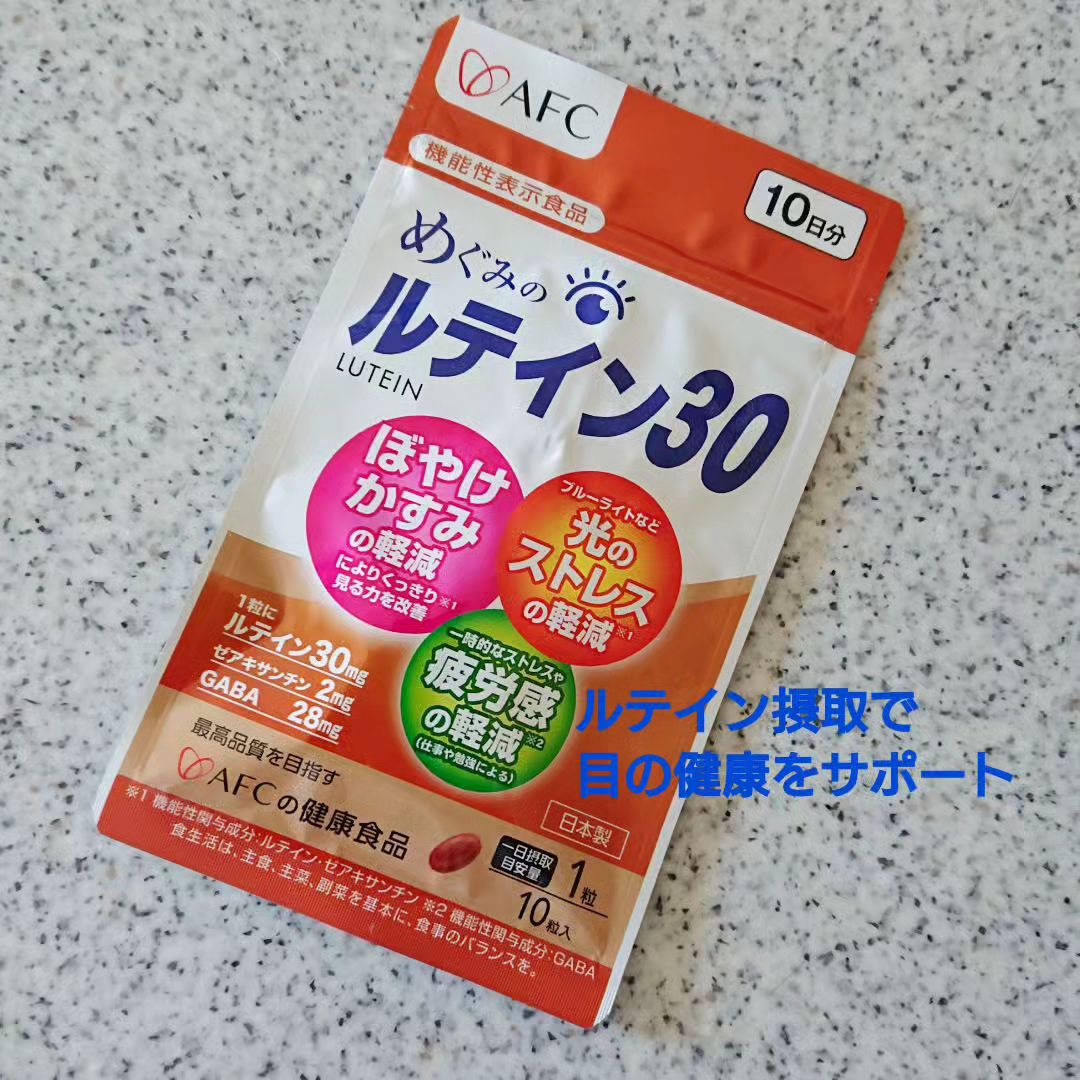 AFC
機能性表示食品
10日分
めぐみの
ルテイン30
LUTEIN
ぼやけ
かすみ
の軽減
によりくっきり※1
見る力を改善
ブルーライトなど
光の
ストレス
の軽減※1
一時的なストレスや
疲労感
の軽減※2
(仕事や勉強による)
1粒に
ルテイン30mg
ゼアキサンチン 2mg
GABA 28mg
ルテイン摂取で
目の健康をサポート
最高品質を目指す
AFCの健康食品
日本製
一日摂取
目安量
1粒
10粒入
※1 機能性関与成分:ルテイン・ゼアキサンチン ※2 機能性関与成分:GABA
食生活は、主食、主菜、副菜を基本に、食事のバランスを。